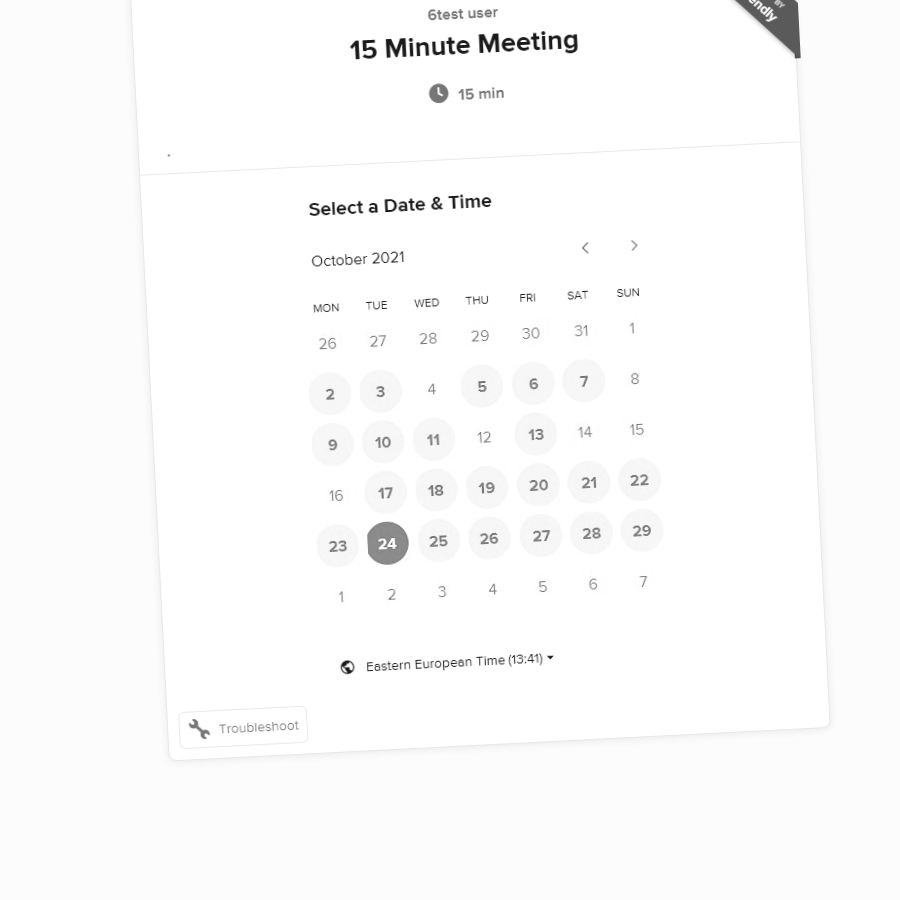 6test user
15 Minute Meeting
15 min
Select a Date & Time
October 2021
MON TUE WED THU FRI SAT SUN
26 27 28 29 30 31 1
2 3 4 5 6 7 8
9 10 11 12 13 14 15
16 17 18 19 20 21 22
23 24 25 26 27 28 29
1 2 3 4 5 6 7
Eastern European Time (13:41)
Troubleshoot